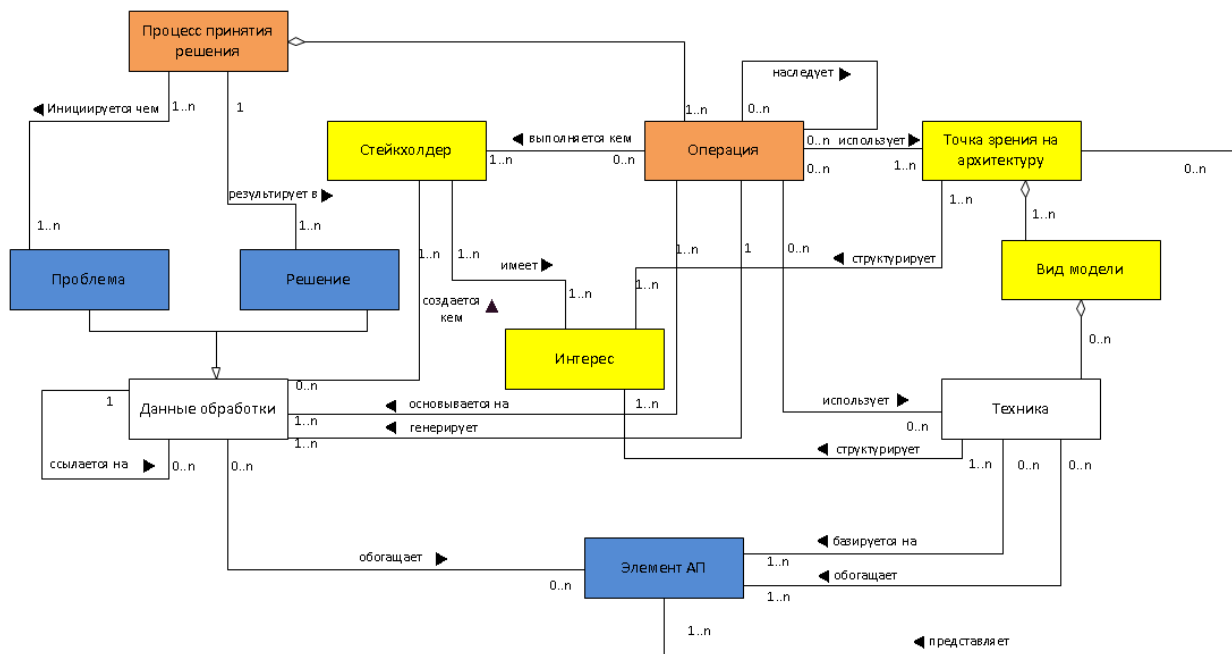 Процесс принятия
решения
наследует
Инициируется чем
1..n
1
1..n
0..n
Стейкхолдер
выполняется кем
1..n
0..n
Операция
0..n
использует
0..n
1..n
Точка зрения на
архитектуру
0..n
результирует в
1..n
1..n
1..n
1..n
1..n
1..n
0..n
1
1..n
1..n
Проблема
Решение
имеет
структурирует
1..n
1..n
Вид модели
создается
кем
Интерес
0..n
0..n
1
Данные обработки
основывается на
1..n
1..n
использует
0..n
Техника
генерирует
1..n
ссылается на
0..n
0..n
структурирует
1..n
0..n
0..n
базируется на
1..n
обогащает
0..n
Элемент АП
обогащает
1..n
1..n
представляет